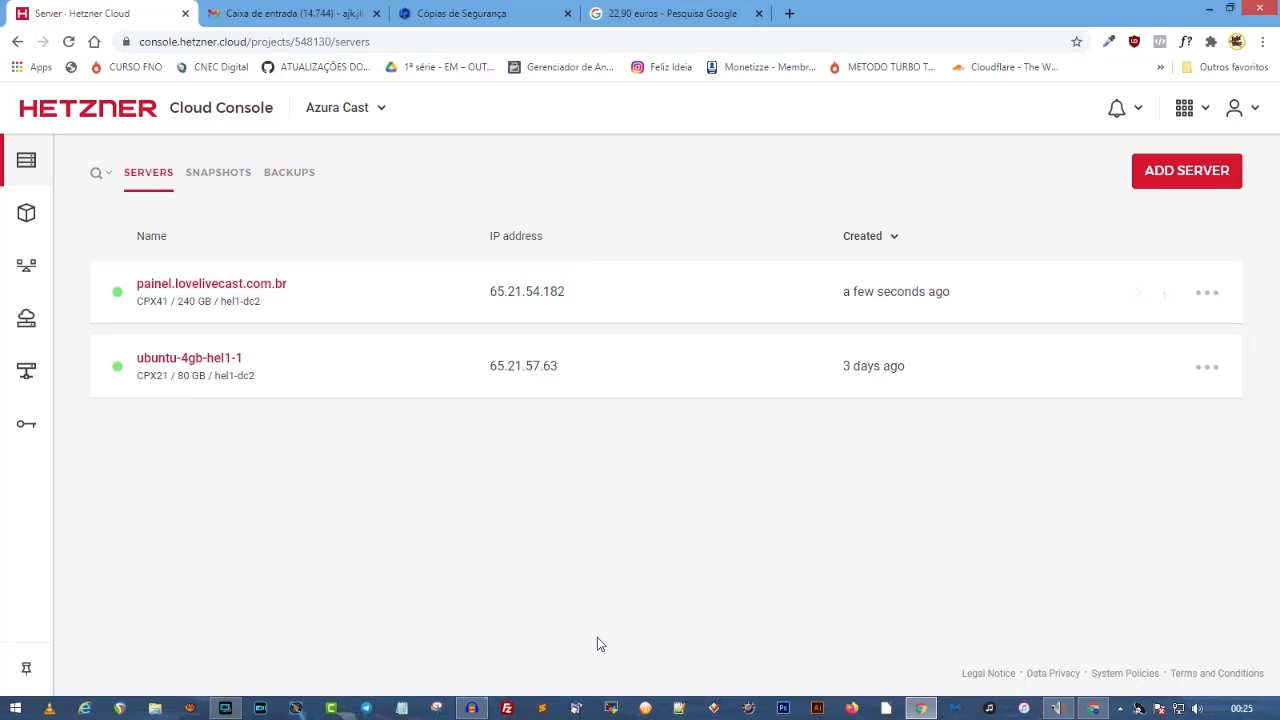 Server · Hetzner Cloud
Caixa de entrada (14.744) - ajk.jl
Cópias de Segurança
22,90 euros - Pesquisa Google
console.hetzner.cloud/projects/548130/servers
Apps
CURSO FNO
CNEC Digital
ATUALIZAÇÕES DO...
1ª série - EM – OUT...
Gerenciador de An...
Feliz Ideia
Monetizze - Membr...
METODO TURBO T...
Cloudflare - The W...
Outros favoritos
HETZNER Cloud Console
Azura Cast
SERVERS SNAPSHOTS BACKUPS
ADD SERVER
Name IP address Created
painel.lovelivecast.com.br
CPX41 / 240 GB / hel1-dc2
65.21.54.182
a few seconds ago
ubuntu-4gb-hel1-1
CPX21 / 80 GB / hel1-dc2
65.21.57.63
3 days ago
Legal Notice · Data Privacy · System Policies · Terms and Conditions
00:25